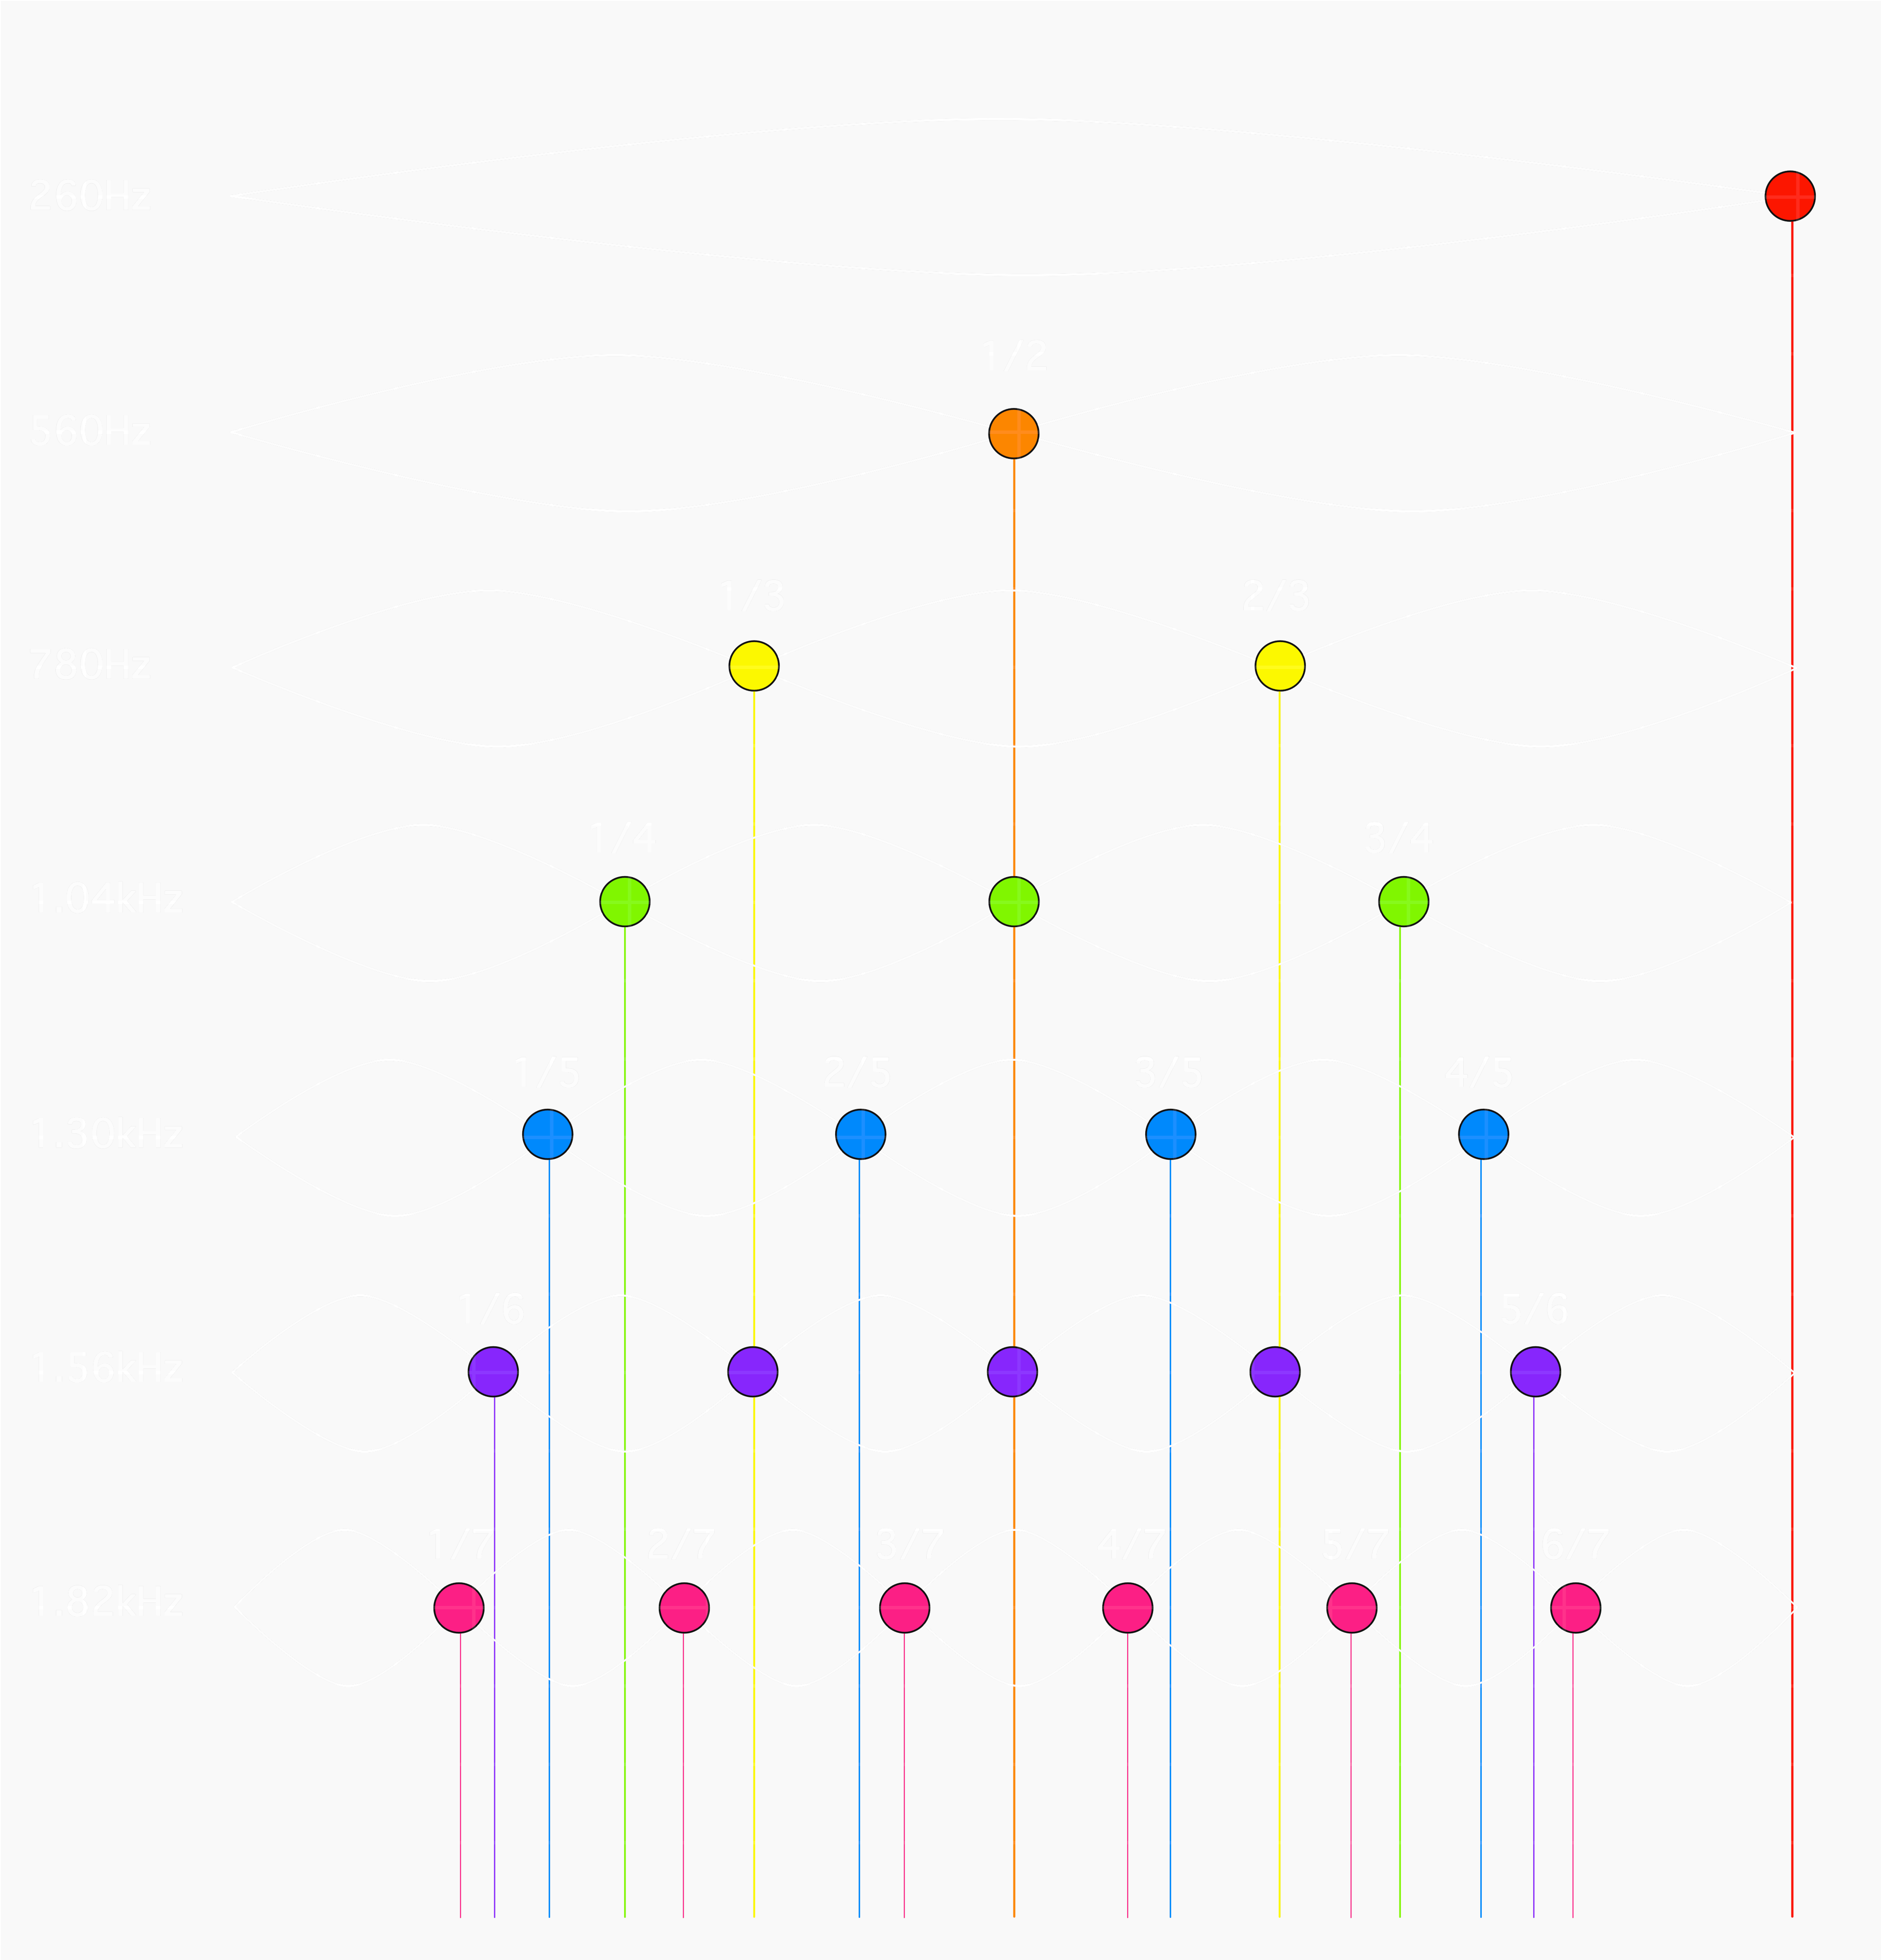 260Hz
1/2
560Hz
1/3 2/3
780Hz
1/4 3/4
1.04kHz
1/5 2/5 3/5 4/5
1.30kHz
1/6 5/6
1.56kHz
1/7 2/7 3/7 4/7 5/7 6/7
1.82kHz